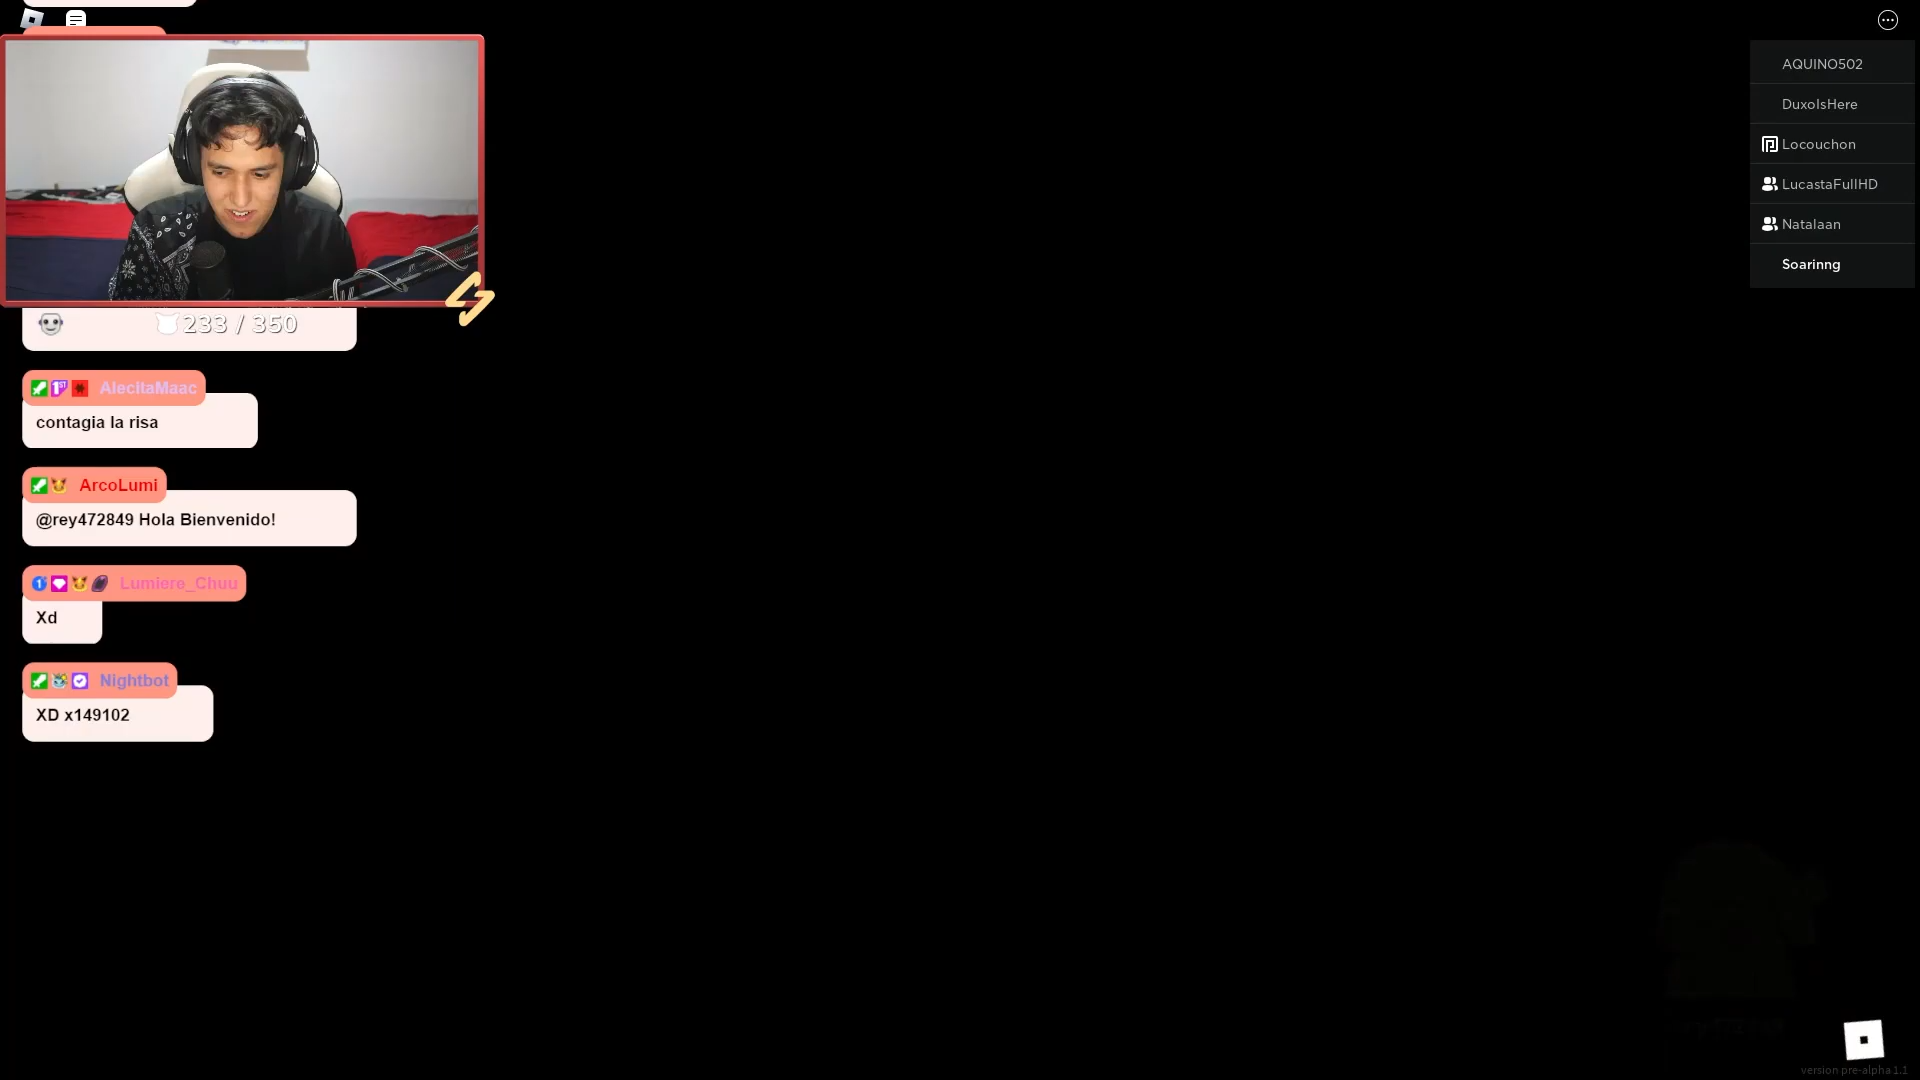 233 / 350
AlecitaMaac
contagia la risa
ArcoLumi
@rey472849 Hola Bienvenido!
Lumiere_Chuu
Xd
Nightbot
XD x149102
AQUINO502
DuxoIsHere
Locouchon
LucastaFullHD
Natalaan
Soarinng
version pre-alpha 1.1